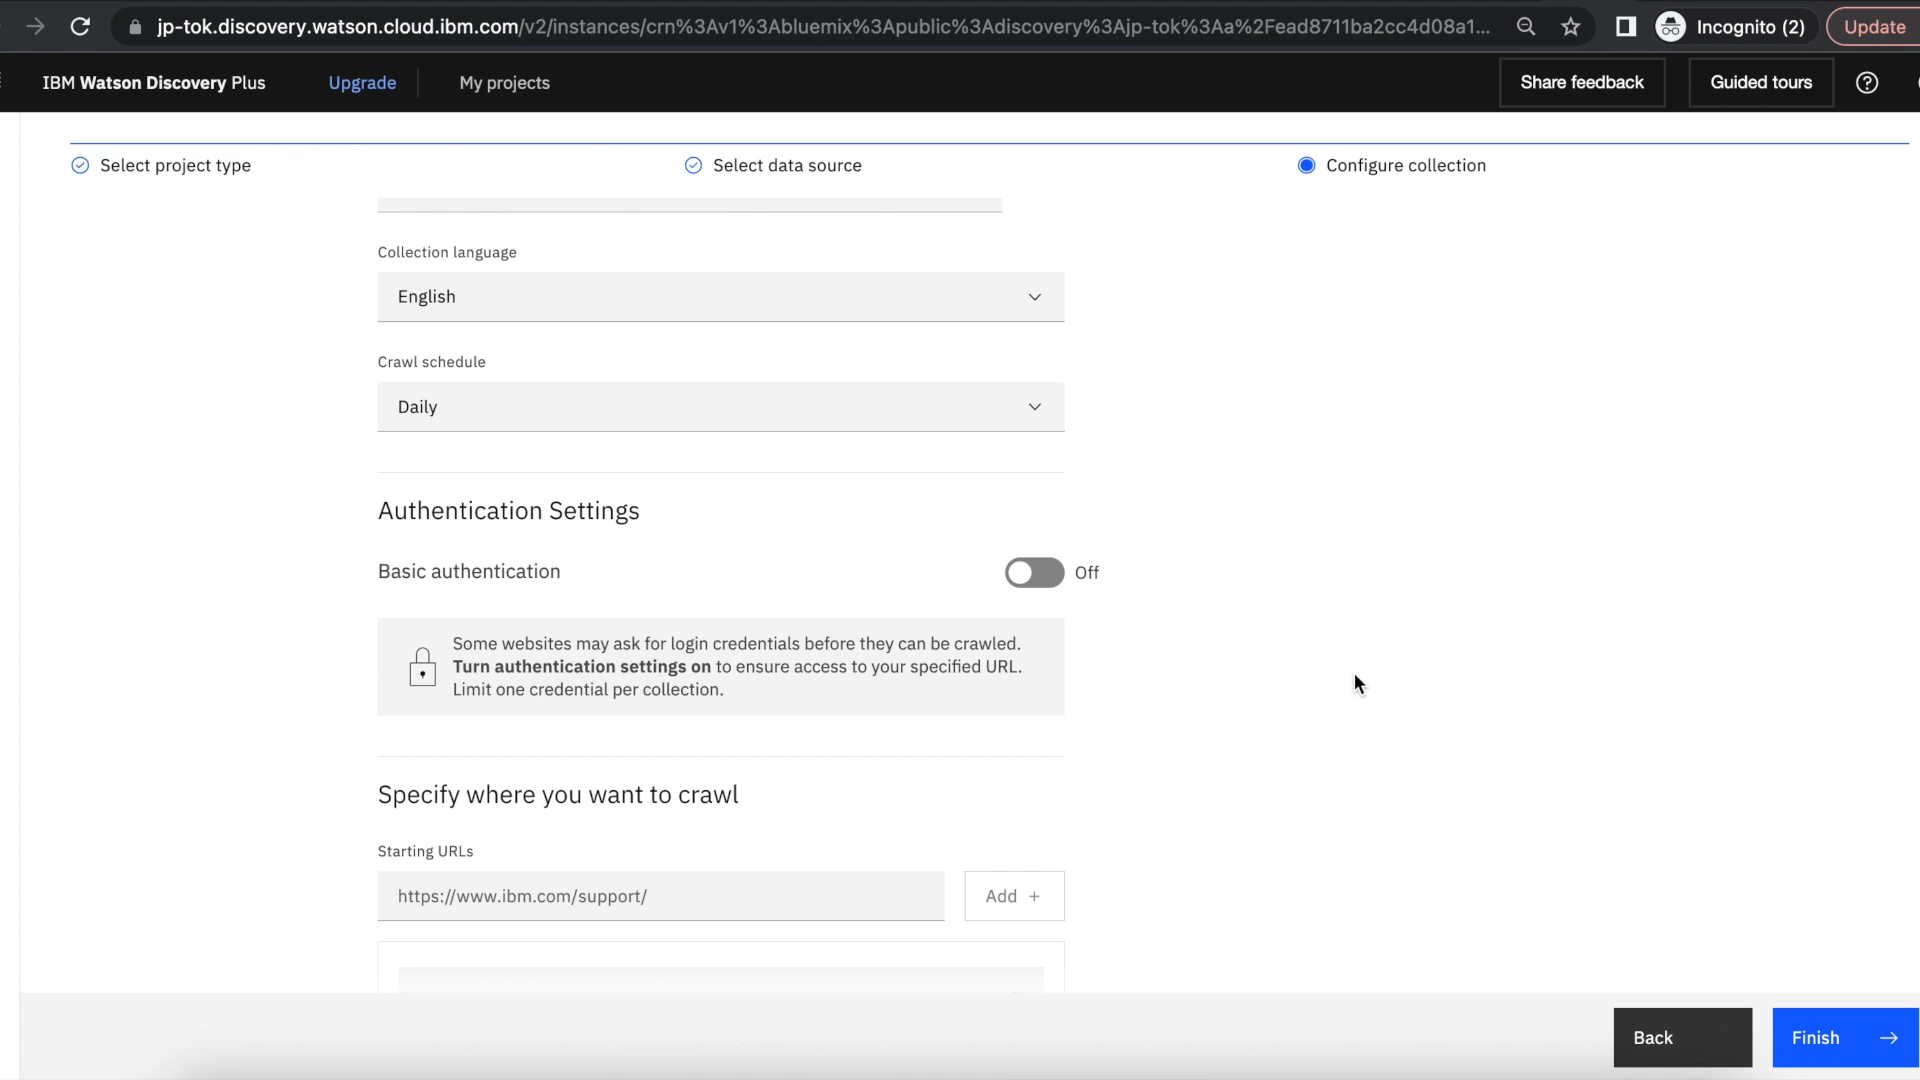 jp-tok.discovery.watson.cloud.ibm.com/v2/instances/crn%3Av1%3Abluemix%3Apublic%3Adiscovery%3Ajp-tok%3Aa%2Fead8711ba2cc4d08a1...
Incognito (2)
Update
IBM Watson Discovery Plus
Upgrade
My projects
Share feedback
Guided tours
Select project type
Select data source
Configure collection
Collection language
English
Crawl schedule
Daily
Authentication Settings
Basic authentication
Off
Some websites may ask for login credentials before they can be crawled.
Turn authentication settings on to ensure access to your specified URL.
Limit one credential per collection.
Specify where you want to crawl
Starting URLs
https://www.ibm.com/support/
Add +
Back
Finish